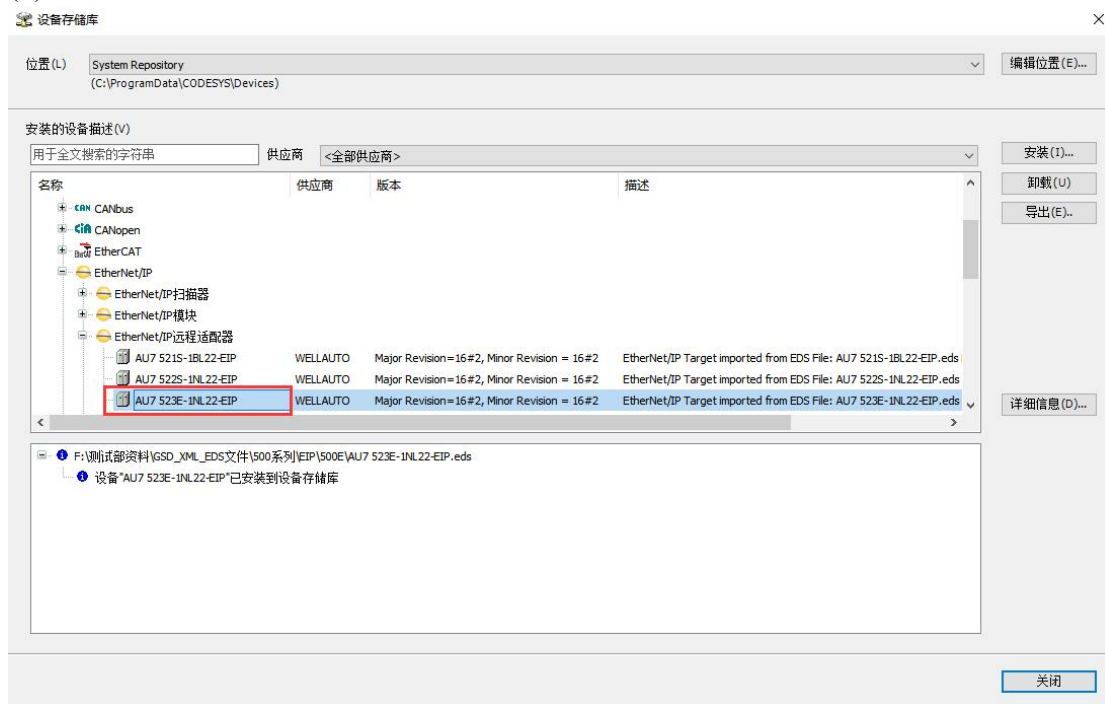 设备存储库
位置(L) System Repository 编辑位置(E)...
(C:\ProgramData\CODESYS\Devices)
安装的设备描述(V)
用于全文搜索的字符串 供应商 <全部供应商> 安装(I)...
名称 供应商 版本 描述 卸载(U)
CAN CANbus
CiA CANopen 导出(E)..
EtherCAT
EtherNet/IP
EtherNet/IP扫描器
EtherNet/IP模块
EtherNet/IP远程适配器
AU7 521S-1BL22-EIP WELLAUTO Major Revision=16#2, Minor Revision = 16#2 EtherNet/IP Target imported from EDS File: AU7 521S-1BL22-EIP.eds
AU7 522S-1NL22-EIP WELLAUTO Major Revision=16#2, Minor Revision = 16#2 EtherNet/IP Target imported from EDS File: AU7 522S-1NL22-EIP.eds
AU7 523E-1NL22-EIP WELLAUTO Major Revision=16#2, Minor Revision = 16#2 EtherNet/IP Target imported from EDS File: AU7 523E-1NL22-EIP.eds
详细信息(D)...
F:\测试部资料\GSD_XML_EDS文件\500系列\EIP\500E\AU7 523E-1NL22-EIP.eds
设备"AU7 523E-1NL22-EIP"已安装到设备存储库
关闭